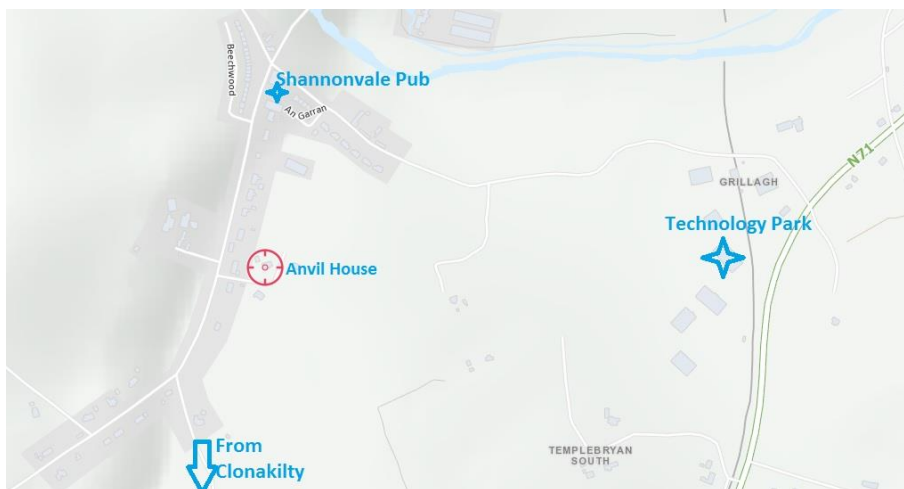 Beechwood
Shannonvale Pub
An Garran
N71
GRILLAGH
Technology Park
Anvil House
From
Clonakilty
TEMPLEBRYAN
SOUTH